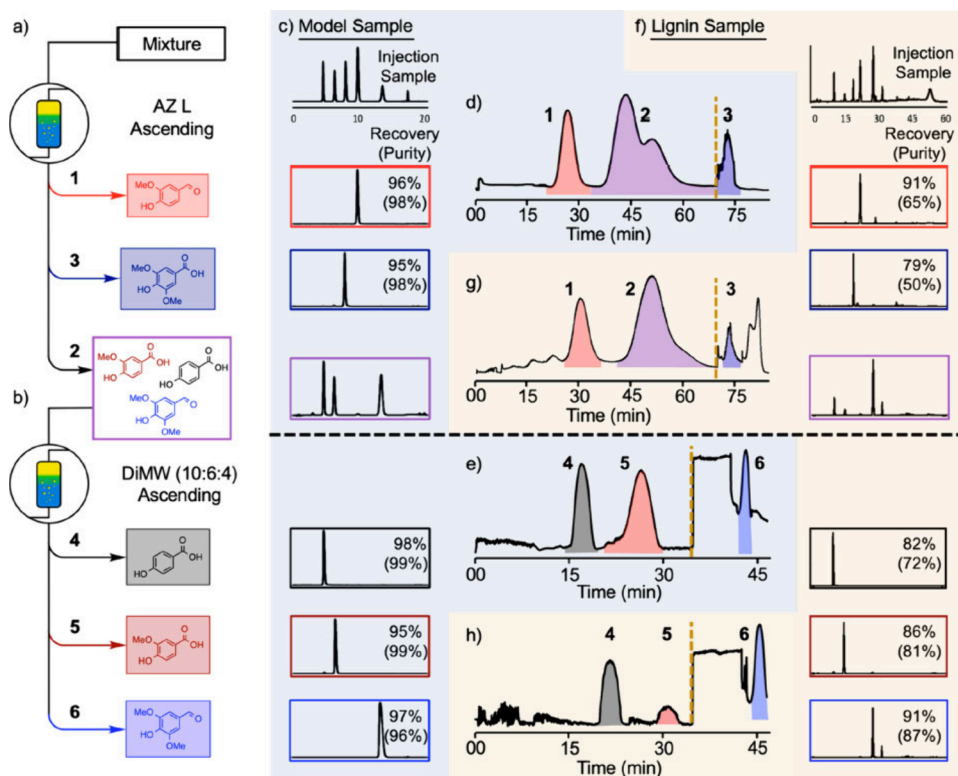 a)
Mixture
AZ L
Ascending
1
MeO
HO
O
3
MeO
HO
OMe
O
OH
2
MeO
HO
O
OH
HO
O
OH
MeO
HO
OMe
O
b)
DiMW (10:6:4)
Ascending
4
HO
O
OH
5
MeO
HO
O
OH
6
MeO
HO
OMe
O
c) Model Sample
Injection
Sample
0 10 20
Recovery
(Purity)
96%
(98%)
95%
(98%)
98%
(99%)
95%
(99%)
97%
(96%)
d)
1 2 3
00 15 30 45 60 75
Time (min)
g)
1 2 3
00 15 30 45 60 75
Time (min)
e)
4 5 6
00 15 30 45
Time (min)
h)
4 5 6
00 15 30 45
Time (min)
f) Lignin Sample
Injection
Sample
0 15 30 45 60
Recovery
(Purity)
91%
(65%)
79%
(50%)
82%
(72%)
86%
(81%)
91%
(87%)